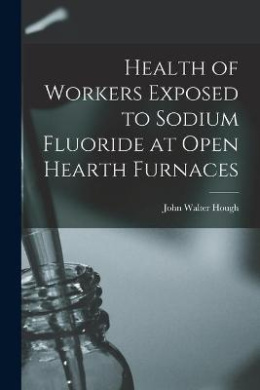 Health of
Workers Exposed
to Sodium
Fluoride at Open
Hearth Furnaces
John Walter Hough